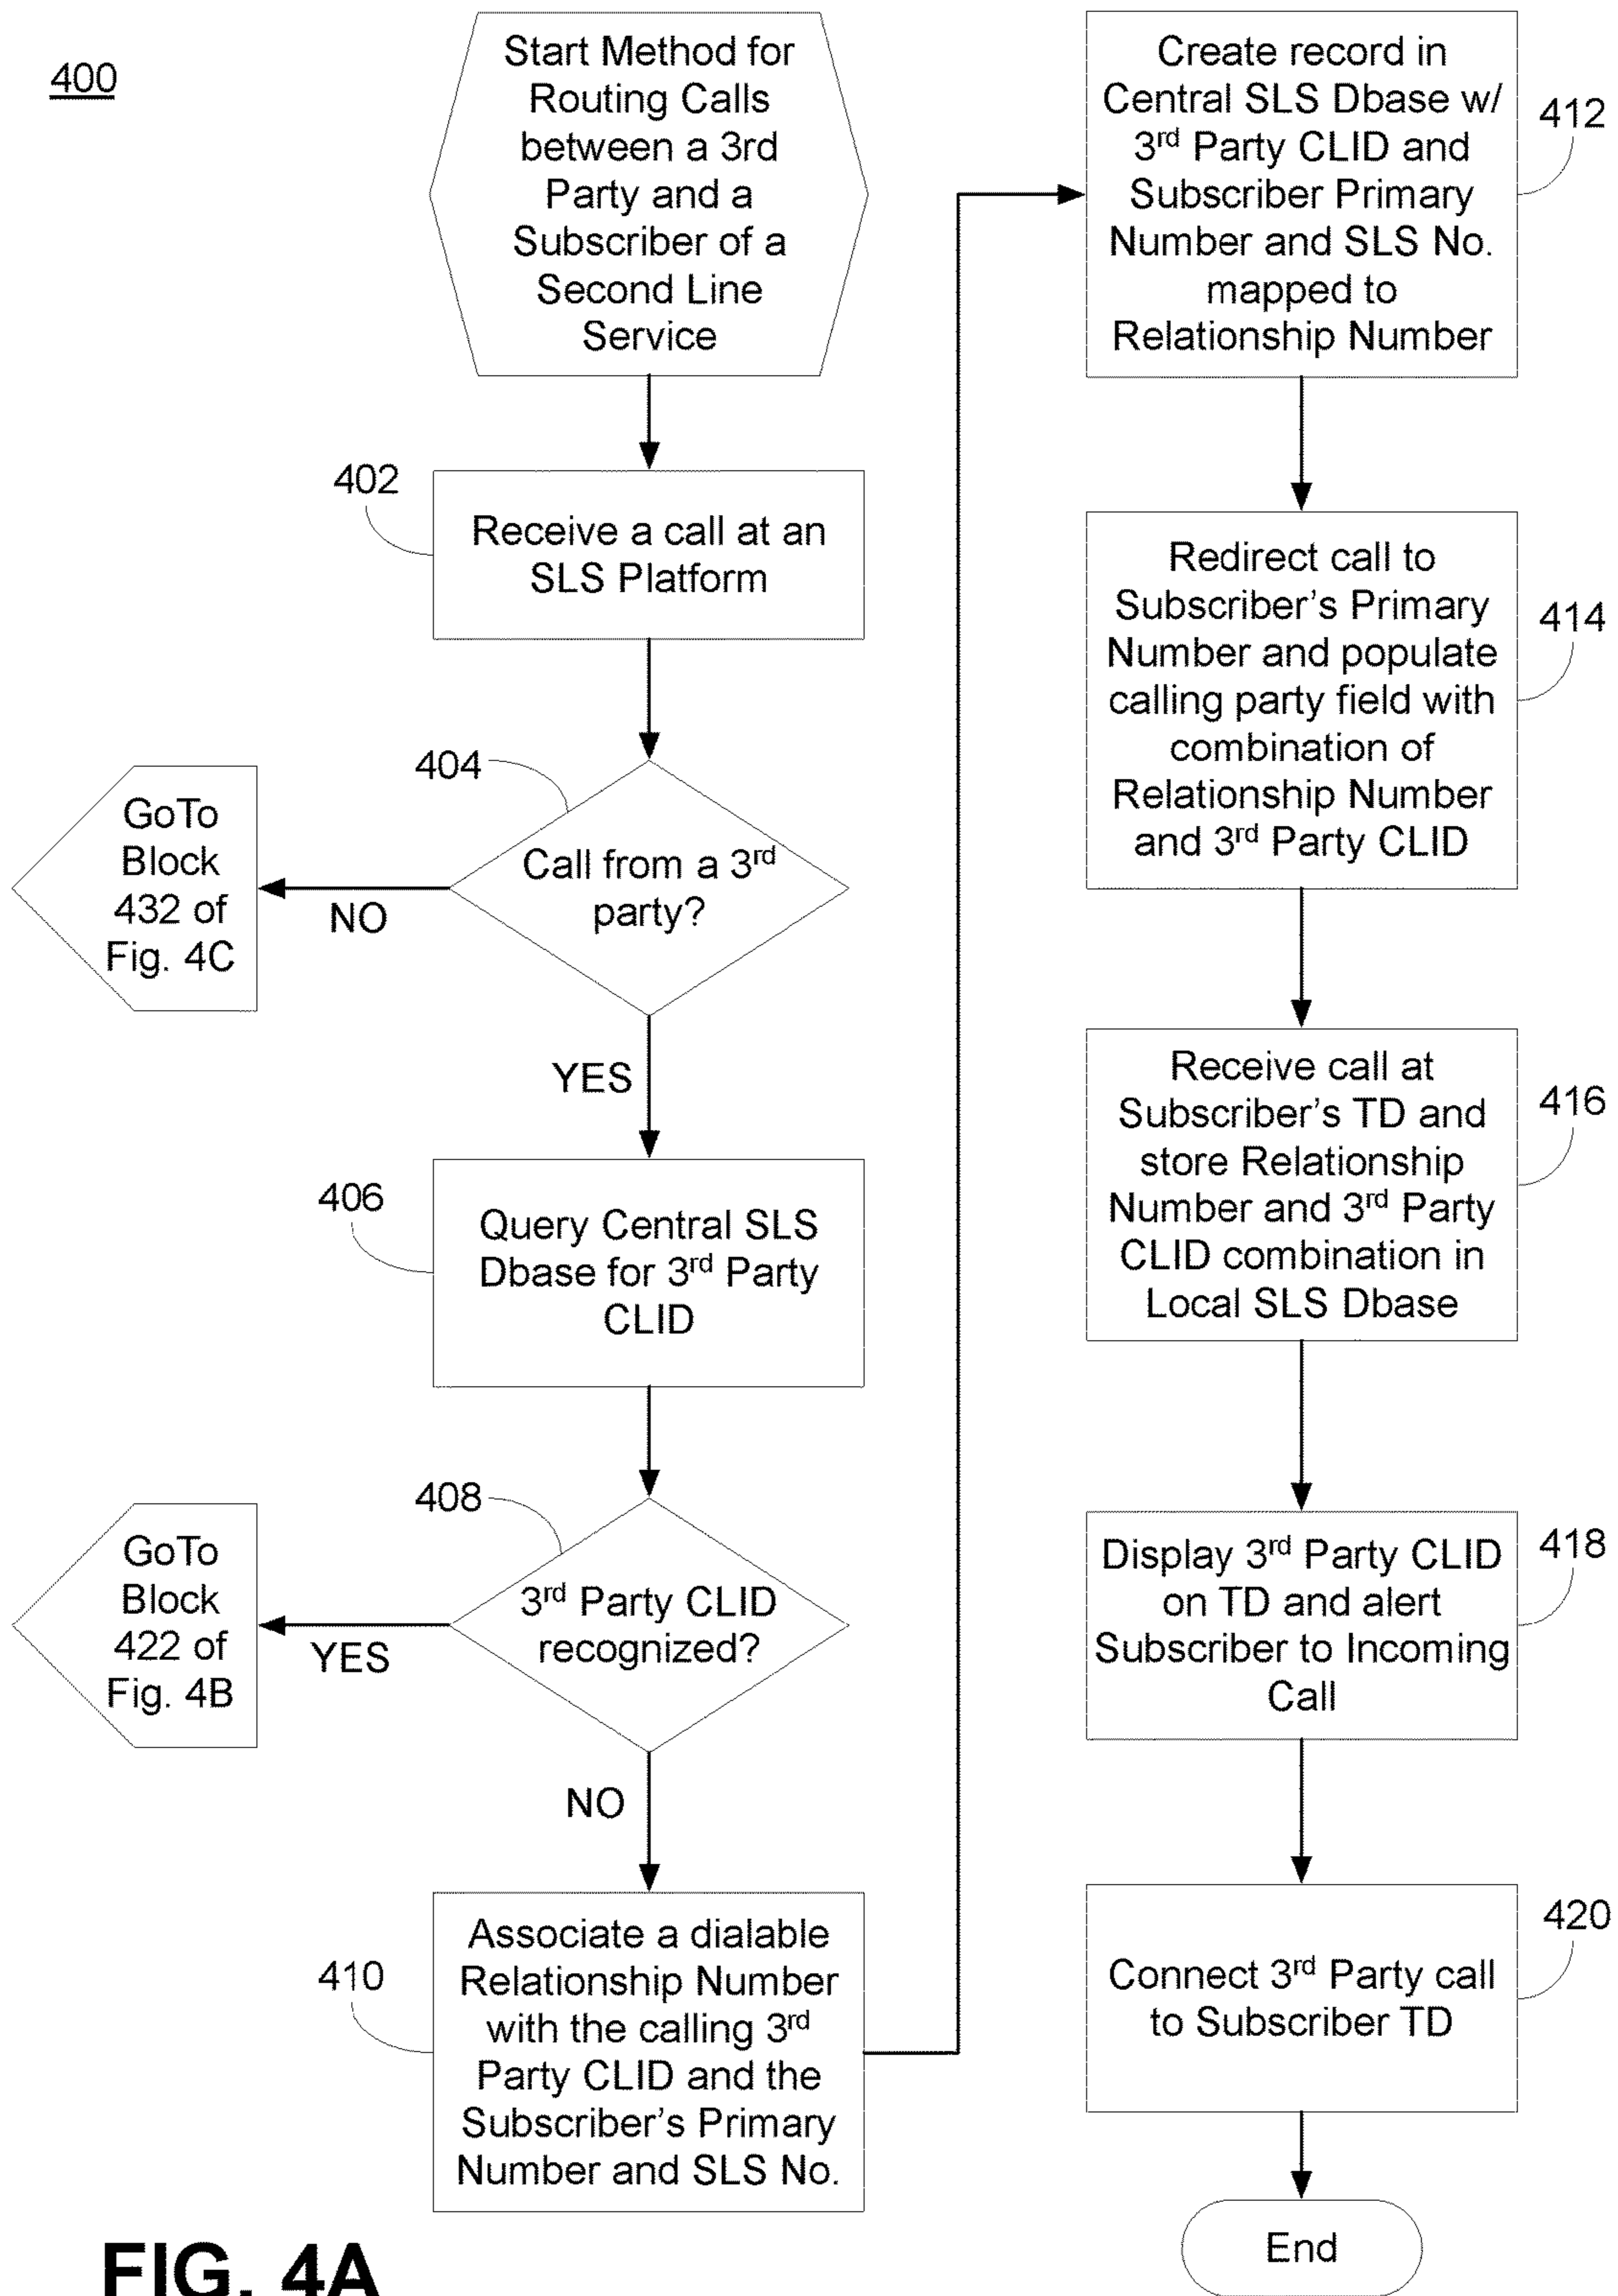 400
Start Method for
Routing Calls
between a 3rd
Party and a
Subscriber of a
Second Line
Service
402
Receive a call at an
SLS Platform
404
Call from a 3rd
party?
NO
GoTo
Block
432 of
Fig. 4C
YES
406
Query Central SLS
Dbase for 3rd Party
CLID
408
3rd Party CLID
recognized?
YES
GoTo
Block
422 of
Fig. 4B
NO
410
Associate a dialable
Relationship Number
with the calling 3rd
Party CLID and the
Subscriber’s Primary
Number and SLS No.
Create record in
Central SLS Dbase w/
3rd Party CLID and
Subscriber Primary
Number and SLS No.
mapped to
Relationship Number
412
Redirect call to
Subscriber’s Primary
Number and populate
calling party field with
combination of
Relationship Number
and 3rd Party CLID
414
Receive call at
Subscriber’s TD and
store Relationship
Number and 3rd Party
CLID combination in
Local SLS Dbase
416
Display 3rd Party CLID
on TD and alert
Subscriber to Incoming
Call
418
Connect 3rd Party call
to Subscriber TD
420
End
FIG. 4A